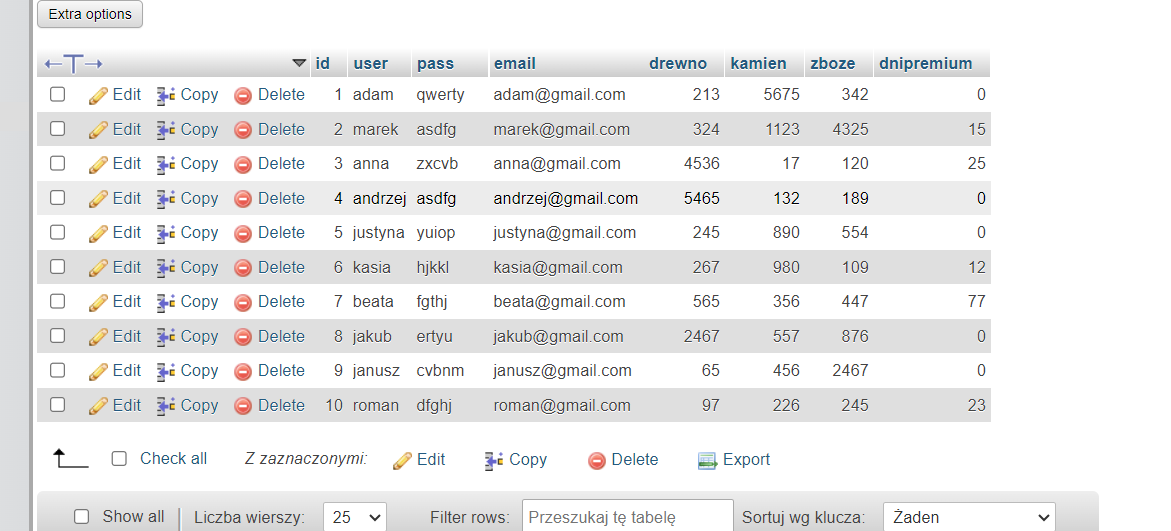 Extra options
←T→ id user pass email drewno kamien zboze dnipremium
Edit Copy Delete 1 adam qwerty adam@gmail.com 213 5675 342 0
Edit Copy Delete 2 marek asdfg marek@gmail.com 324 1123 4325 15
Edit Copy Delete 3 anna zxcvb anna@gmail.com 4536 17 120 25
Edit Copy Delete 4 andrzej asdfg andrzej@gmail.com 5465 132 189 0
Edit Copy Delete 5 justyna yuiop justyna@gmail.com 245 890 554 0
Edit Copy Delete 6 kasia hjkkl kasia@gmail.com 267 980 109 12
Edit Copy Delete 7 beata fgthj beata@gmail.com 565 356 447 77
Edit Copy Delete 8 jakub ertyu jakub@gmail.com 2467 557 876 0
Edit Copy Delete 9 janusz cvbnm janusz@gmail.com 65 456 2467 0
Edit Copy Delete 10 roman dfghj roman@gmail.com 97 226 245 23
Check all Z zaznaczonymi: Edit Copy Delete Export
Show all Liczba wierszy: 25 Filter rows: Przeszukaj tę tabelę Sortuj wg klucza: Żaden